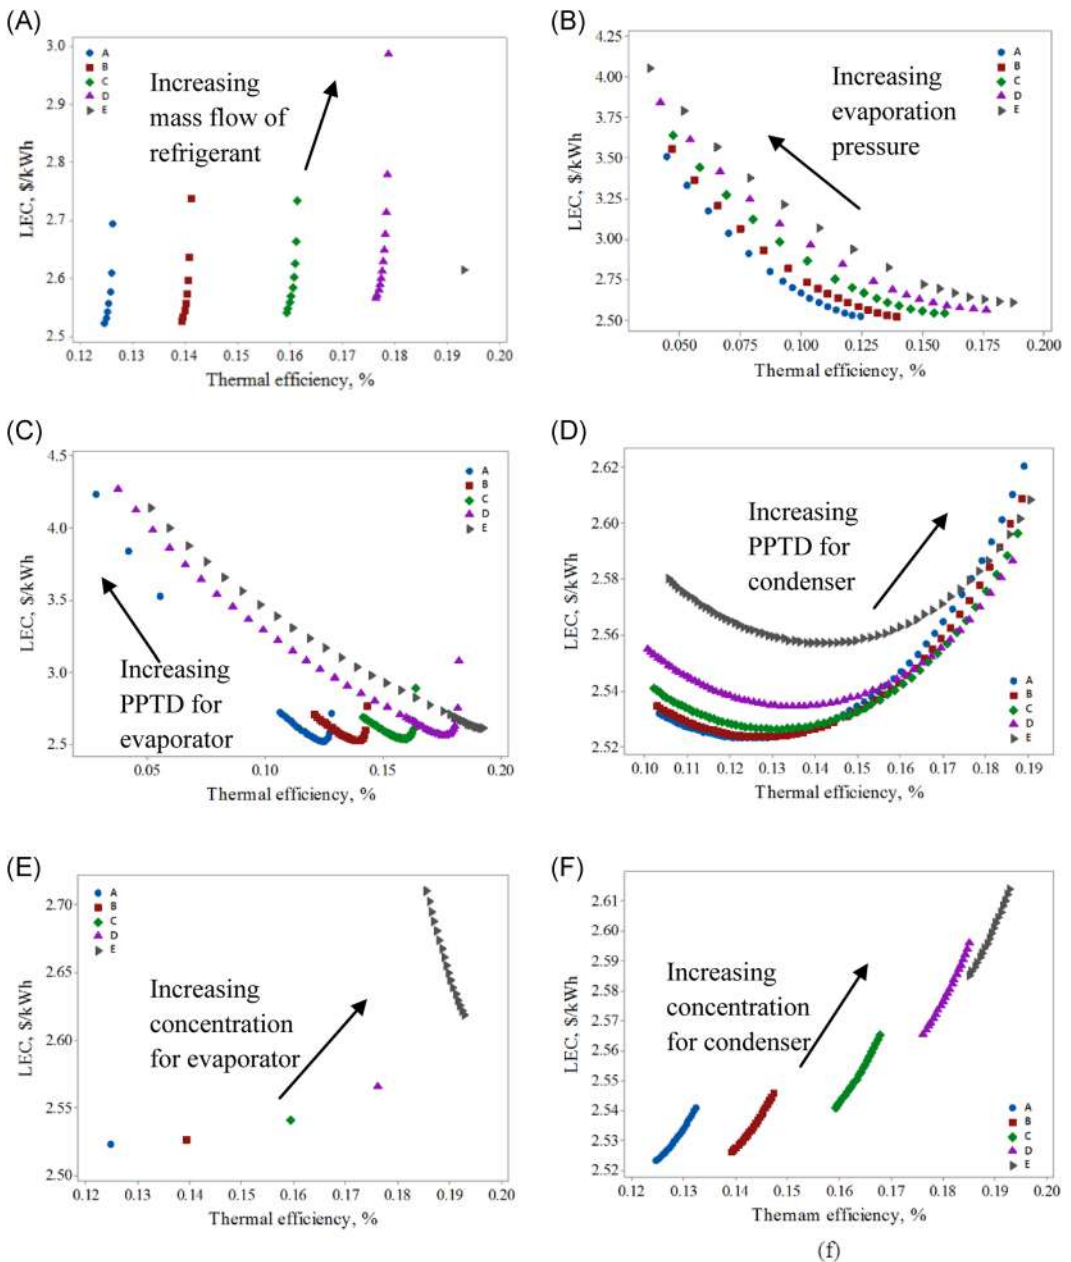 (A)
3.0
2.9
2.8
2.7
2.6
2.5
0.12
0.13
0.14
0.15
0.16
0.17
0.18
0.19
0.20
LEC, $/kWh
Thermal efficiency, %
A
B
C
D
E
Increasing
mass flow of
refrigerant
(B)
4.25
4.00
3.75
3.50
3.25
3.00
2.75
2.50
0.050
0.075
0.100
0.125
0.150
0.175
0.200
LEC, $/kWh
Thermal efficiency, %
A
B
C
D
E
Increasing
evaporation
pressure
(C)
4.5
4.0
3.5
3.0
2.5
0.05
0.10
0.15
0.20
LEC, $/kWh
Thermal efficiency, %
A
B
C
D
E
Increasing
PPTD for
evaporator
(D)
2.62
2.60
2.58
2.56
2.54
2.52
0.10
0.11
0.12
0.13
0.14
0.15
0.16
0.17
0.18
0.19
LEC, $/kWh
Thermal efficiency, %
A
B
C
D
E
Increasing
PPTD for
condenser
(E)
2.70
2.65
2.60
2.55
2.50
0.12
0.13
0.14
0.15
0.16
0.17
0.18
0.19
0.20
LEC, $/kWh
Thermal efficiency, %
A
B
C
D
E
Increasing
concentration
for evaporator
(F)
2.61
2.60
2.59
2.58
2.57
2.56
2.55
2.54
2.53
2.52
0.12
0.13
0.14
0.15
0.16
0.17
0.18
0.19
0.20
LEC, $/kWh
Themam efficiency, %
A
B
C
D
E
Increasing
concentration
for condenser
(f)